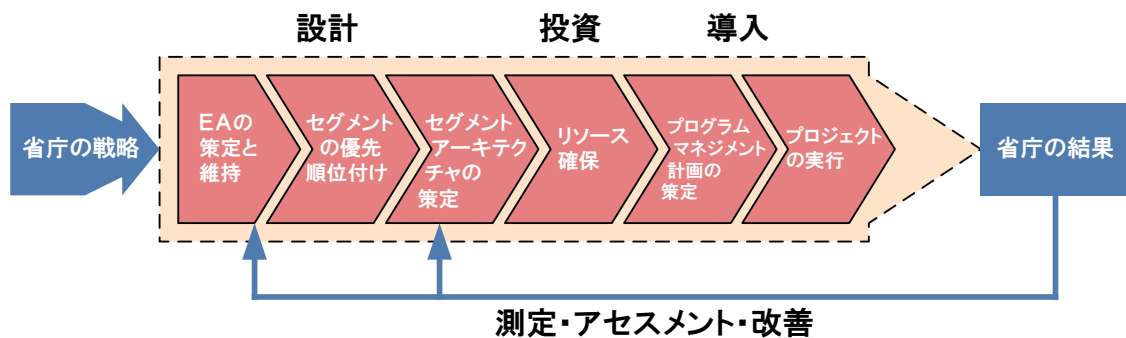 設計
投資
導入
省庁の戦略
EAの
策定と
維持
セグメント
の優先
順位付け
セグメント
アーキテク
チャの
策定
リソース
確保
プログラム
マネジメント
計画の
策定
プロジェクト
の実行
省庁の結果
測定・アセスメント・改善